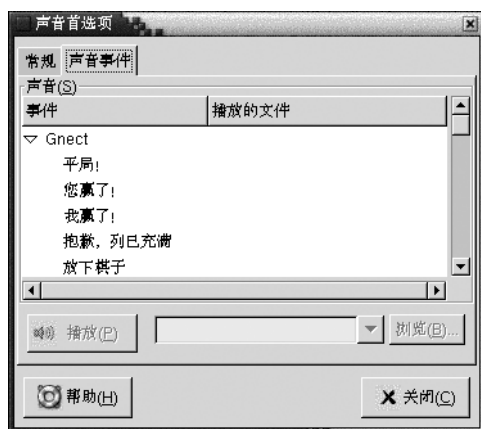 声音首选项
常规 声音事件
声音(S)
事件 播放的文件
Gnect
平局!
您赢了!
我赢了!
抱歉，列已充满
放下棋子
播放(P) 浏览(B)...
帮助(H) 关闭(C)